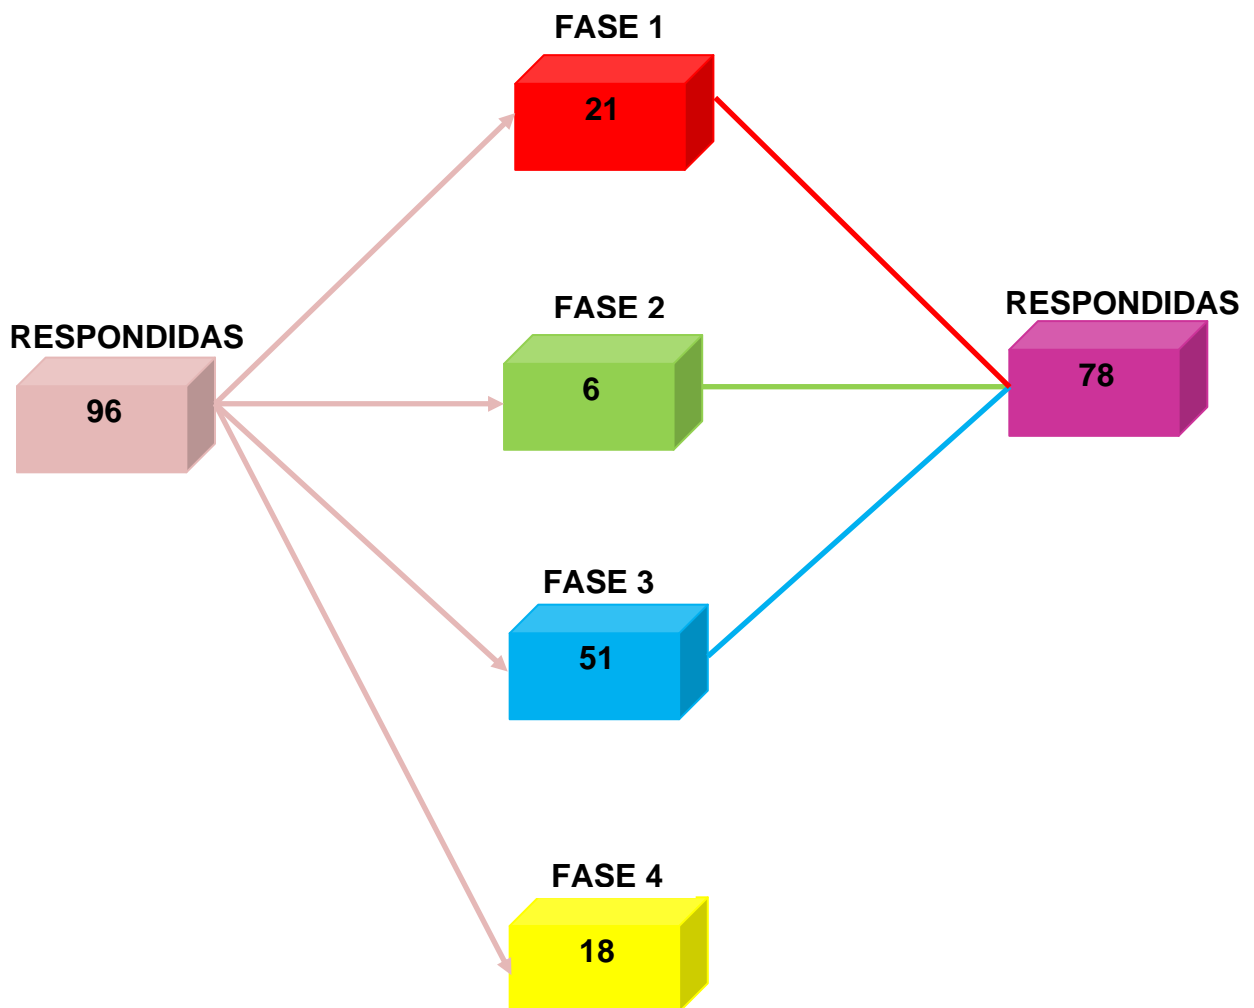 FASE 1
21
FASE 2
6
RESPONDIDAS
96
RESPONDIDAS
78
FASE 3
51
FASE 4
18